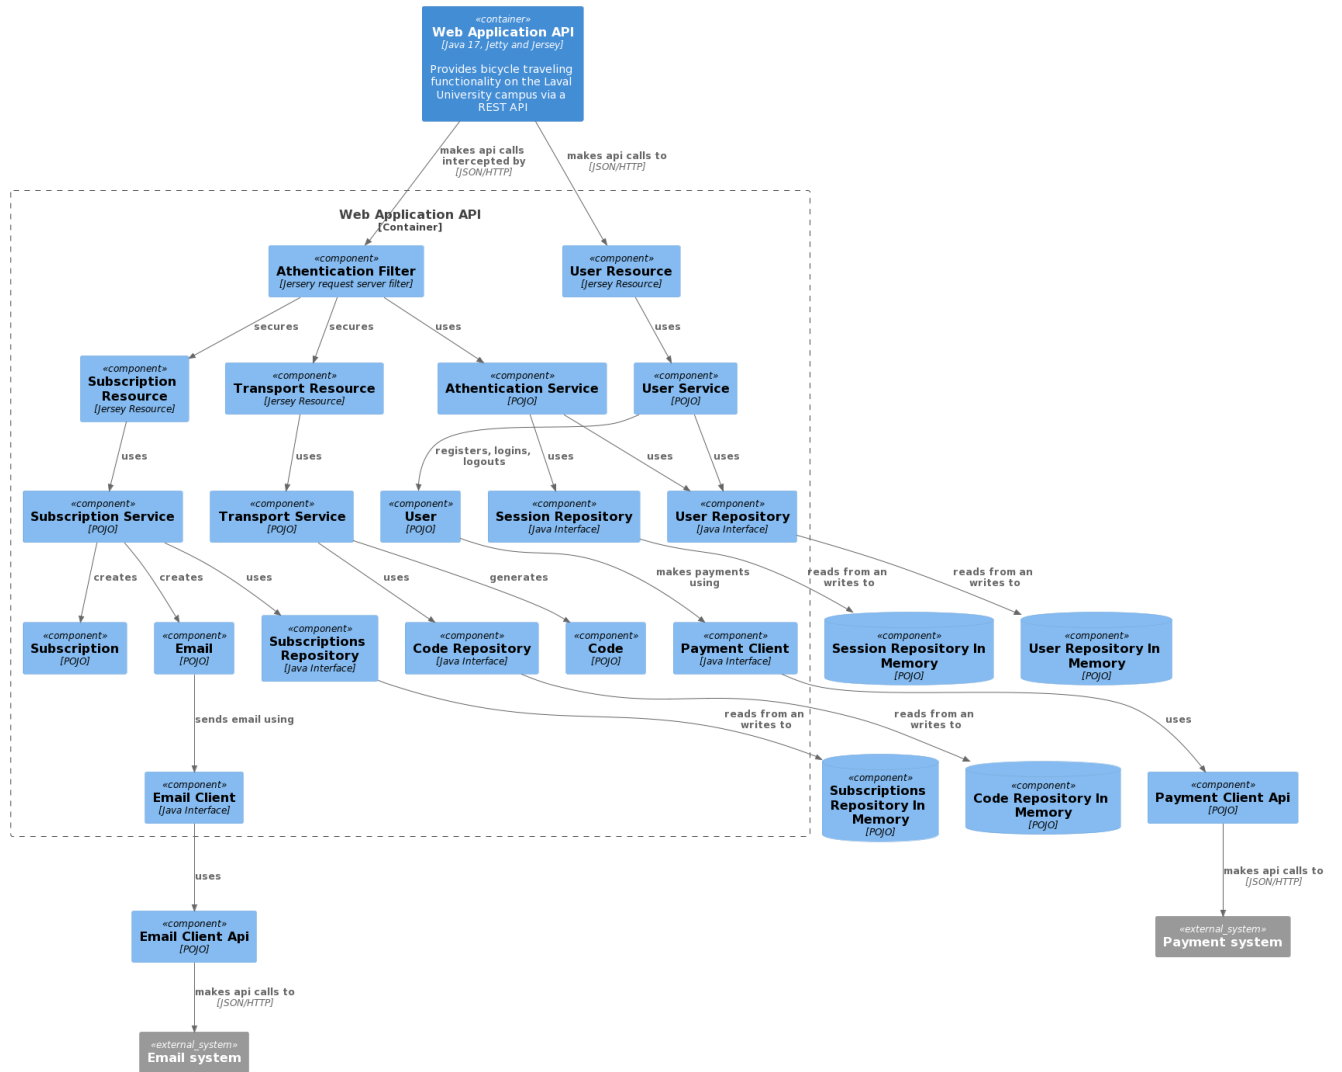 «container»
Web Application API
[Java 17, Jetty and Jersey]
Provides bicycle traveling
functionality on the Laval
University campus via a
REST API
makes api calls
intercepted by
[JSON/HTTP]
makes api calls to
[JSON/HTTP]
Web Application API
[Container]
«component»
Athentication Filter
[Jersery request server filter]
«component»
User Resource
[Jersey Resource]
secures
secures
uses
uses
«component»
Subscription
Resource
[Jersey Resource]
«component»
Transport Resource
[Jersey Resource]
«component»
Athentication Service
[POJO]
«component»
User Service
[POJO]
uses
uses
registers, logins,
logouts
uses
uses
uses
«component»
Subscription Service
[POJO]
«component»
Transport Service
[POJO]
«component»
User
[POJO]
«component»
Session Repository
[Java Interface]
«component»
User Repository
[Java Interface]
creates
creates
uses
uses
generates
makes payments
using
reads from an
writes to
reads from an
writes to
«component»
Subscription
[POJO]
«component»
Email
[POJO]
«component»
Subscriptions
Repository
[Java Interface]
«component»
Code Repository
[Java Interface]
«component»
Code
[POJO]
«component»
Payment Client
[Java Interface]
«component»
Session Repository In
Memory
[POJO]
«component»
User Repository In
Memory
[POJO]
sends email using
reads from an
writes to
reads from an
writes to
uses
«component»
Email Client
[Java Interface]
«component»
Subscriptions
Repository In
Memory
[POJO]
«component»
Code Repository In
Memory
[POJO]
«component»
Payment Client Api
[POJO]
uses
makes api calls to
[JSON/HTTP]
«component»
Email Client Api
[POJO]
«external_system»
Payment system
makes api calls to
[JSON/HTTP]
«external_system»
Email system